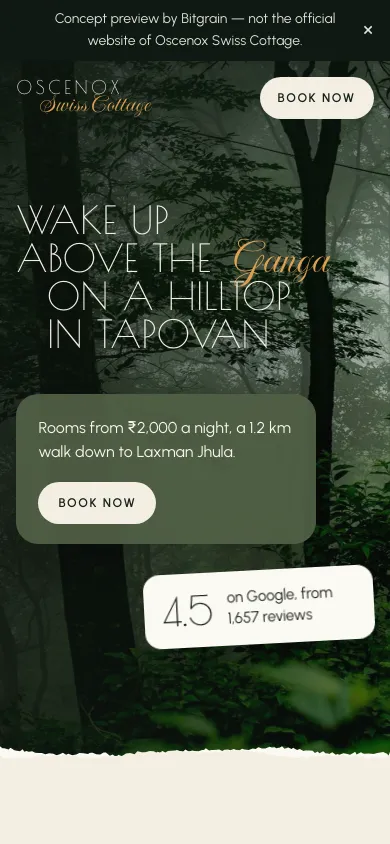 Concept preview by Bitgrain — not the official
website of Oscenox Swiss Cottage.
×
OSCENOX
Swiss Cottage
BOOK NOW
WAKE UP
ABOVE THE Ganga
ON A HILLTOP
IN TAPOVAN
Rooms from ₹2,000 a night, a 1.2 km
walk down to Laxman Jhula.
BOOK NOW
4.5
on Google, from
1,657 reviews